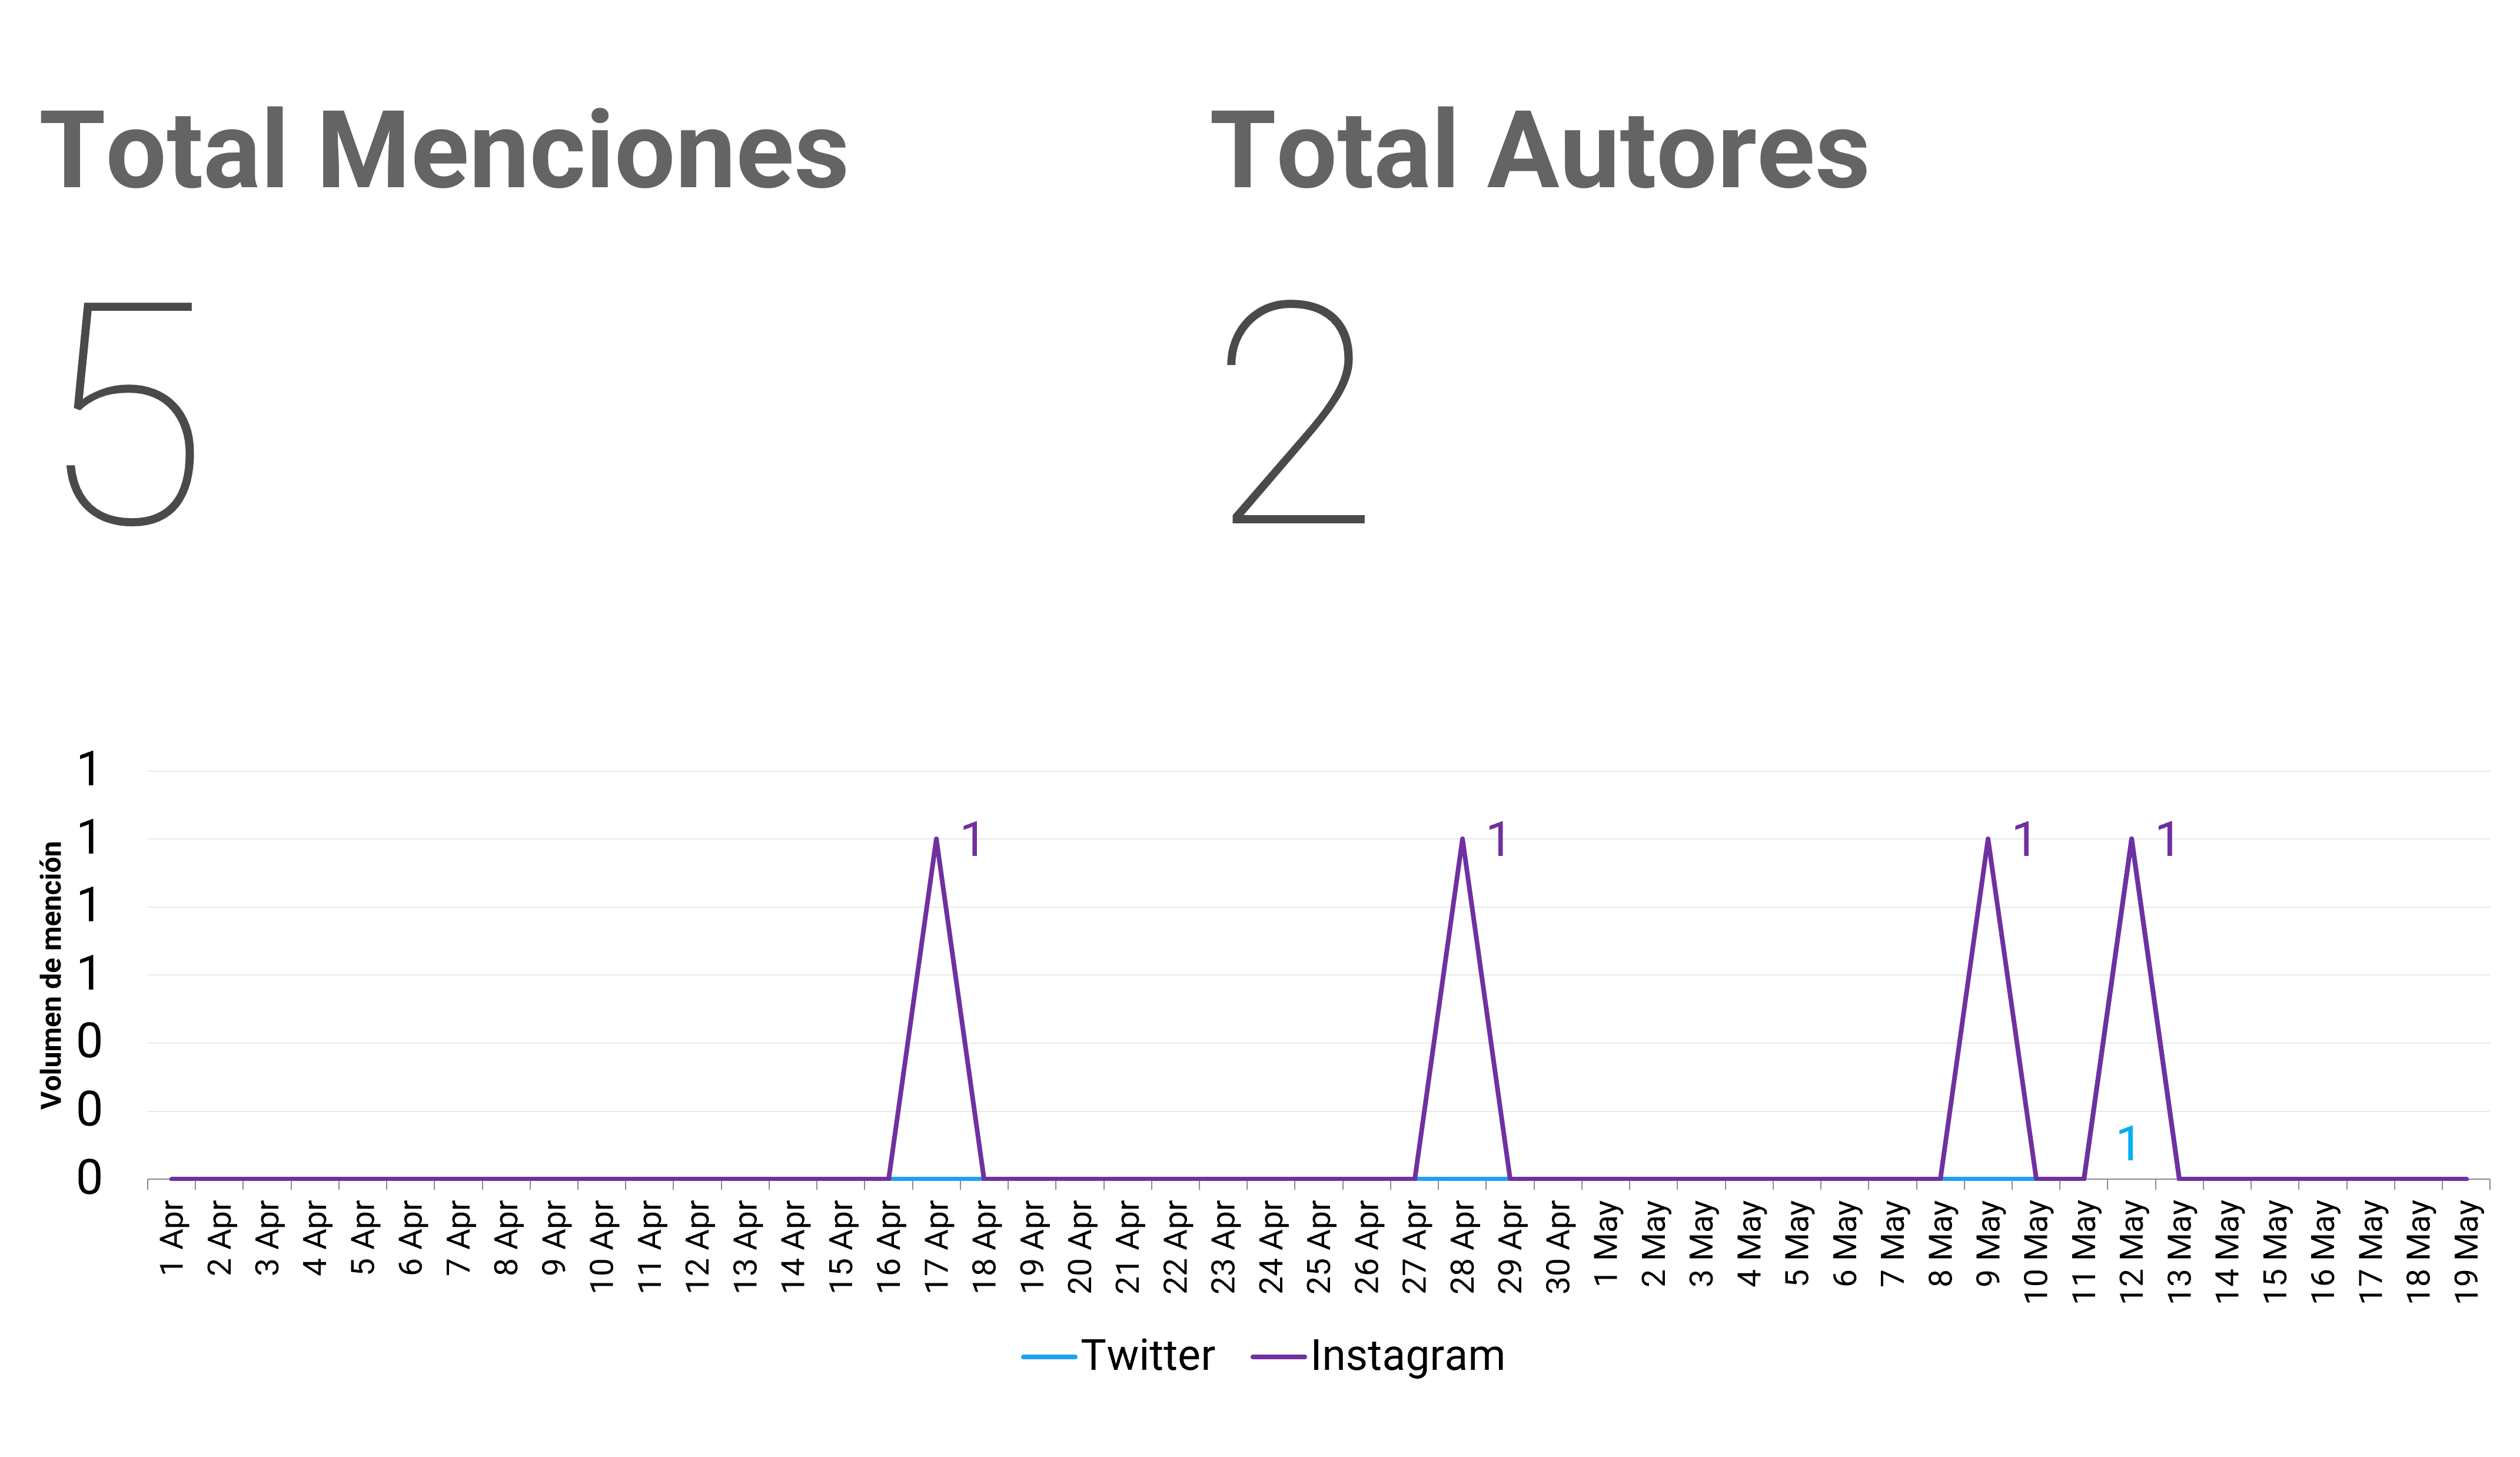 Total Menciones
Total Autores
5
2
Volumen de mención
1
1
1
1
0
0
0
1
1
1
1
1
1 Apr
2 Apr
3 Apr
4 Apr
5 Apr
6 Apr
7 Apr
8 Apr
9 Apr
10 Apr
11 Apr
12 Apr
13 Apr
14 Apr
15 Apr
16 Apr
17 Apr
18 Apr
19 Apr
20 Apr
21 Apr
22 Apr
23 Apr
24 Apr
25 Apr
26 Apr
27 Apr
28 Apr
29 Apr
30 Apr
1 May
2 May
3 May
4 May
5 May
6 May
7 May
8 May
9 May
10 May
11 May
12 May
13 May
14 May
15 May
16 May
17 May
18 May
19 May
Twitter
Instagram